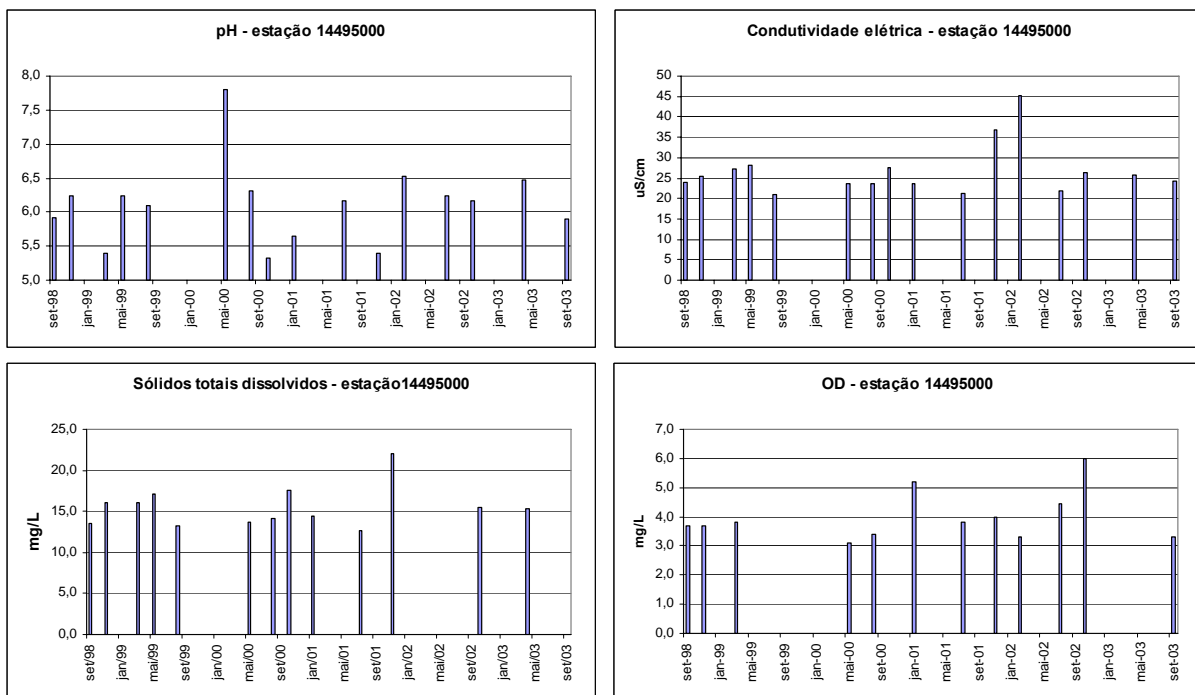 pH - estação 14495000
8,0
7,5
7,0
6,5
6,0
5,5
5,0
set-98
jan-99
mai-99
set-99
jan-00
mai-00
set-00
jan-01
mai-01
set-01
jan-02
mai-02
set-02
jan-03
mai-03
set-03
Condutividade elétrica - estação 14495000
uS/cm
50
45
40
35
30
25
20
15
10
5
0
set-98
jan-99
mai-99
set-99
jan-00
mai-00
set-00
jan-01
mai-01
set-01
jan-02
mai-02
set-02
jan-03
mai-03
set-03
Sólidos totais dissolvidos - estação14495000
mg/L
25,0
20,0
15,0
10,0
5,0
0,0
set/98
jan/99
mai/99
set/99
jan/00
mai/00
set/00
jan/01
mai/01
set/01
jan/02
mai/02
set/02
jan/03
mai/03
set/03
OD - estação 14495000
mg/L
7,0
6,0
5,0
4,0
3,0
2,0
1,0
0,0
set-98
jan-99
mai-99
set-99
jan-00
mai-00
set-00
jan-01
mai-01
set-01
jan-02
mai-02
set-02
jan-03
mai-03
set-03